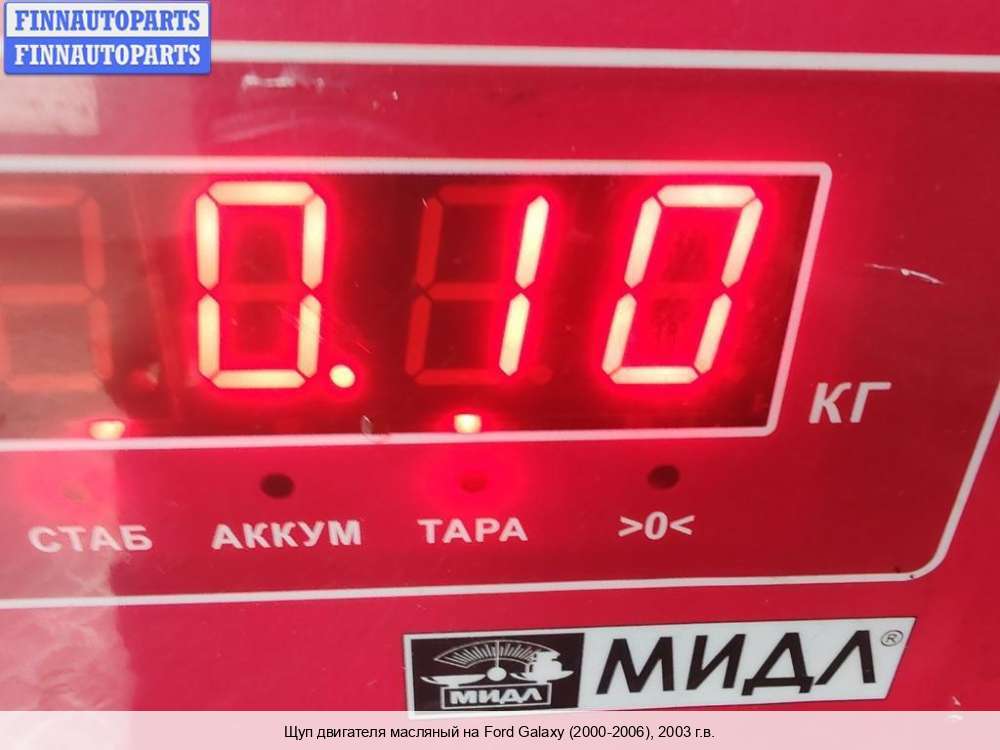 FINNAUTOPARTS
FINNAUTOPARTS
0.10
КГ
СТАБ АККУМ ТАРА >0<
МИДЛ МИДЛ®
Щуп двигателя масляный на Ford Galaxy (2000-2006), 2003 г.в.